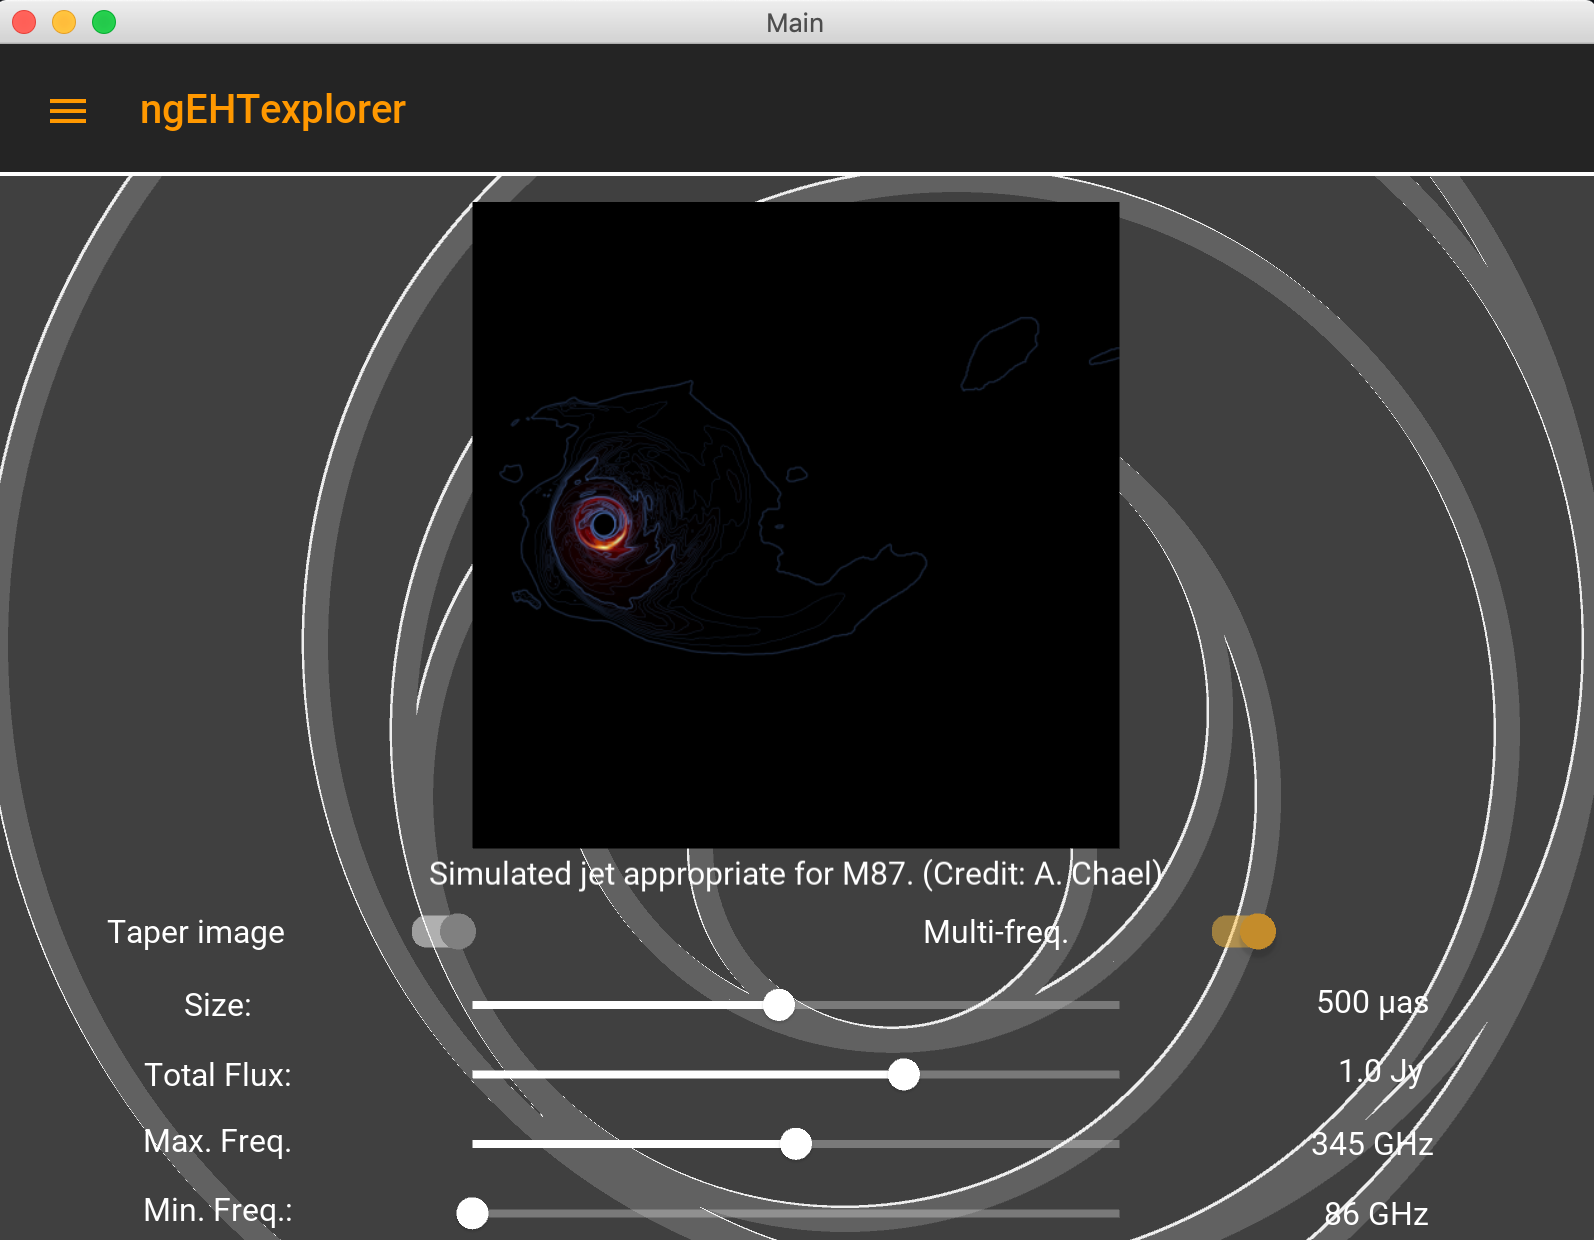 Main
ngEHTexplorer
Simulated jet appropriate for M87. (Credit: A. Chael)
Taper image
Multi-freq.
Size:
500 µas
Total Flux:
1.0 Jy
Max. Freq.
345 GHz
Min. Freq.:
86 GHz